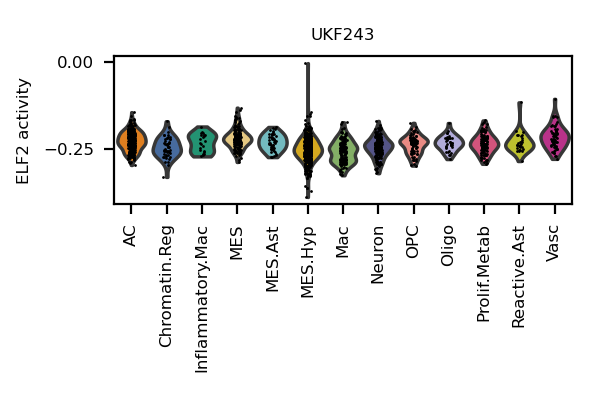 UKF243
ELF2 activity
0.00
−0.25
AC
Chromatin.Reg
Inflammatory.Mac
MES
MES.Ast
MES.Hyp
Mac
Neuron
OPC
Oligo
Prolif.Metab
Reactive.Ast
Vasc